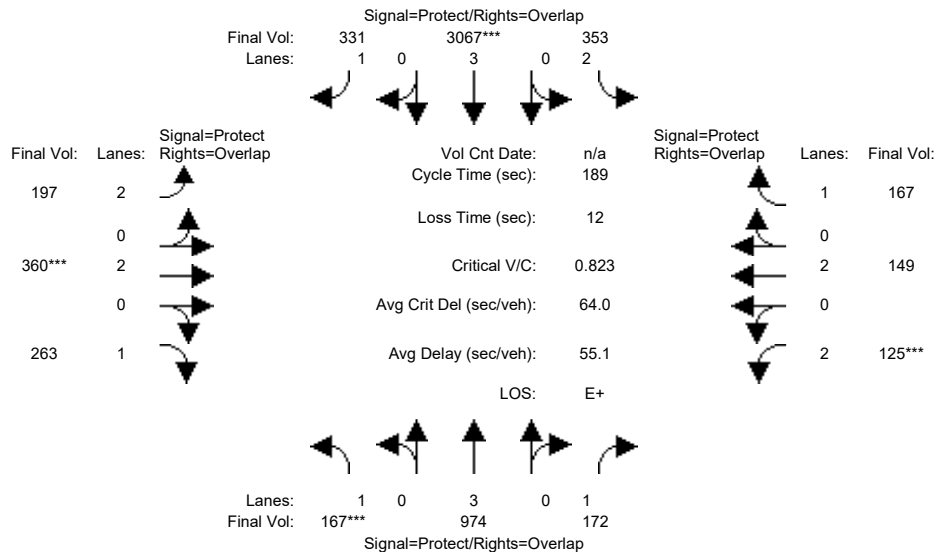 Signal=Protect/Rights=Overlap
Final Vol: 331 3067*** 353
Lanes: 1 0 3 0 2
Signal=Protect
Final Vol: Lanes: Rights=Overlap
Vol Cnt Date: n/a
Signal=Protect
Rights=Overlap Lanes: Final Vol:
Cycle Time (sec): 189
197 2 1 167
Loss Time (sec): 12
0 0
360*** 2 Critical V/C: 0.823 2 149
0 Avg Crit Del (sec/veh): 64.0 0
263 1 Avg Delay (sec/veh): 55.1 2 125***
LOS: E+
Lanes: 1 0 3 0 1
Final Vol: 167*** 974 172
Signal=Protect/Rights=Overlap